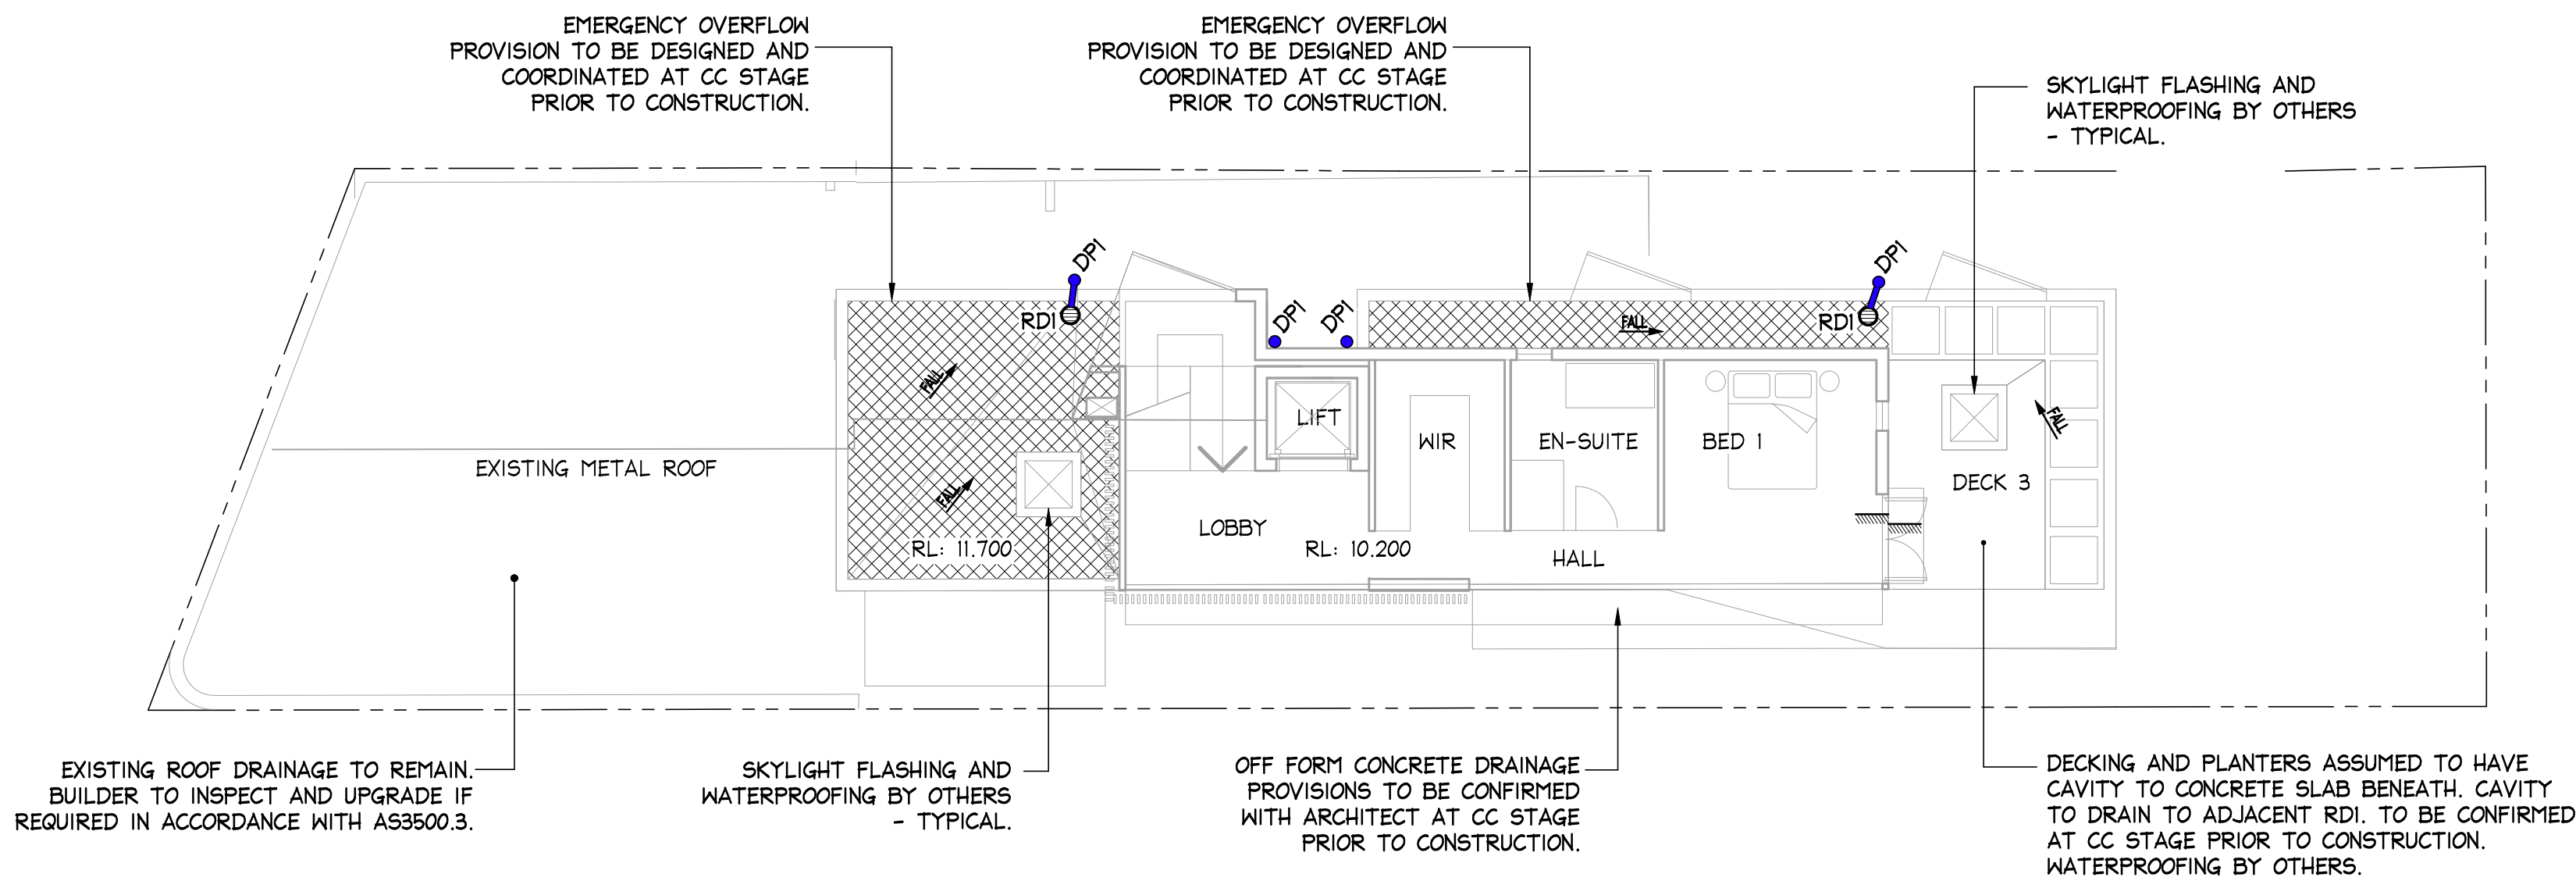 EMERGENCY OVERFLOW
PROVISION TO BE DESIGNED AND
COORDINATED AT CC STAGE
PRIOR TO CONSTRUCTION.
EMERGENCY OVERFLOW
PROVISION TO BE DESIGNED AND
COORDINATED AT CC STAGE
PRIOR TO CONSTRUCTION.
SKYLIGHT FLASHING AND
WATERPROOFING BY OTHERS
- TYPICAL.
DP1
DP1
DP1
DP1
RD1
RD1
FALL
FALL
FALL
FALL
LIFT
WIR
EN-SUITE
BED 1
DECK 3
EXISTING METAL ROOF
LOBBY
RL: 11.700
RL: 10.200
HALL
EXISTING ROOF DRAINAGE TO REMAIN.
BUILDER TO INSPECT AND UPGRADE IF
REQUIRED IN ACCORDANCE WITH AS3500.3.
SKYLIGHT FLASHING AND
WATERPROOFING BY OTHERS
- TYPICAL.
OFF FORM CONCRETE DRAINAGE
PROVISIONS TO BE CONFIRMED
WITH ARCHITECT AT CC STAGE
PRIOR TO CONSTRUCTION.
DECKING AND PLANTERS ASSUMED TO HAVE
CAVITY TO CONCRETE SLAB BENEATH. CAVITY
TO DRAIN TO ADJACENT RD1. TO BE CONFIRMED
AT CC STAGE PRIOR TO CONSTRUCTION.
WATERPROOFING BY OTHERS.